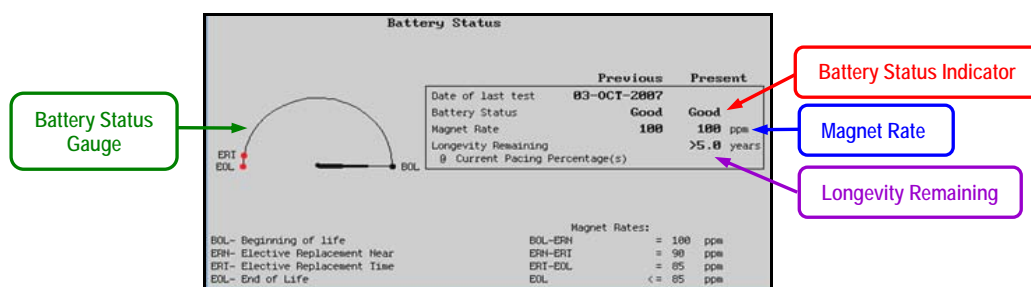 Battery Status
Previous Present
Date of last test 03-OCT-2007
Battery Status Good Good
Magnet Rate 100 100 ppm
Longevity Remaining >5.0 years
@ Current Pacing Percentage(s)
ERI
EOL
BOL
Battery Status
Gauge
Battery Status Indicator
Magnet Rate
Longevity Remaining
Magnet Rates:
BOL- Beginning of life BOL-ERN = 100 ppm
ERN- Elective Replacement Near ERN-ERI = 90 ppm
ERI- Elective Replacement Time ERI-EOL = 85 ppm
EOL- End of Life EOL <= 85 ppm